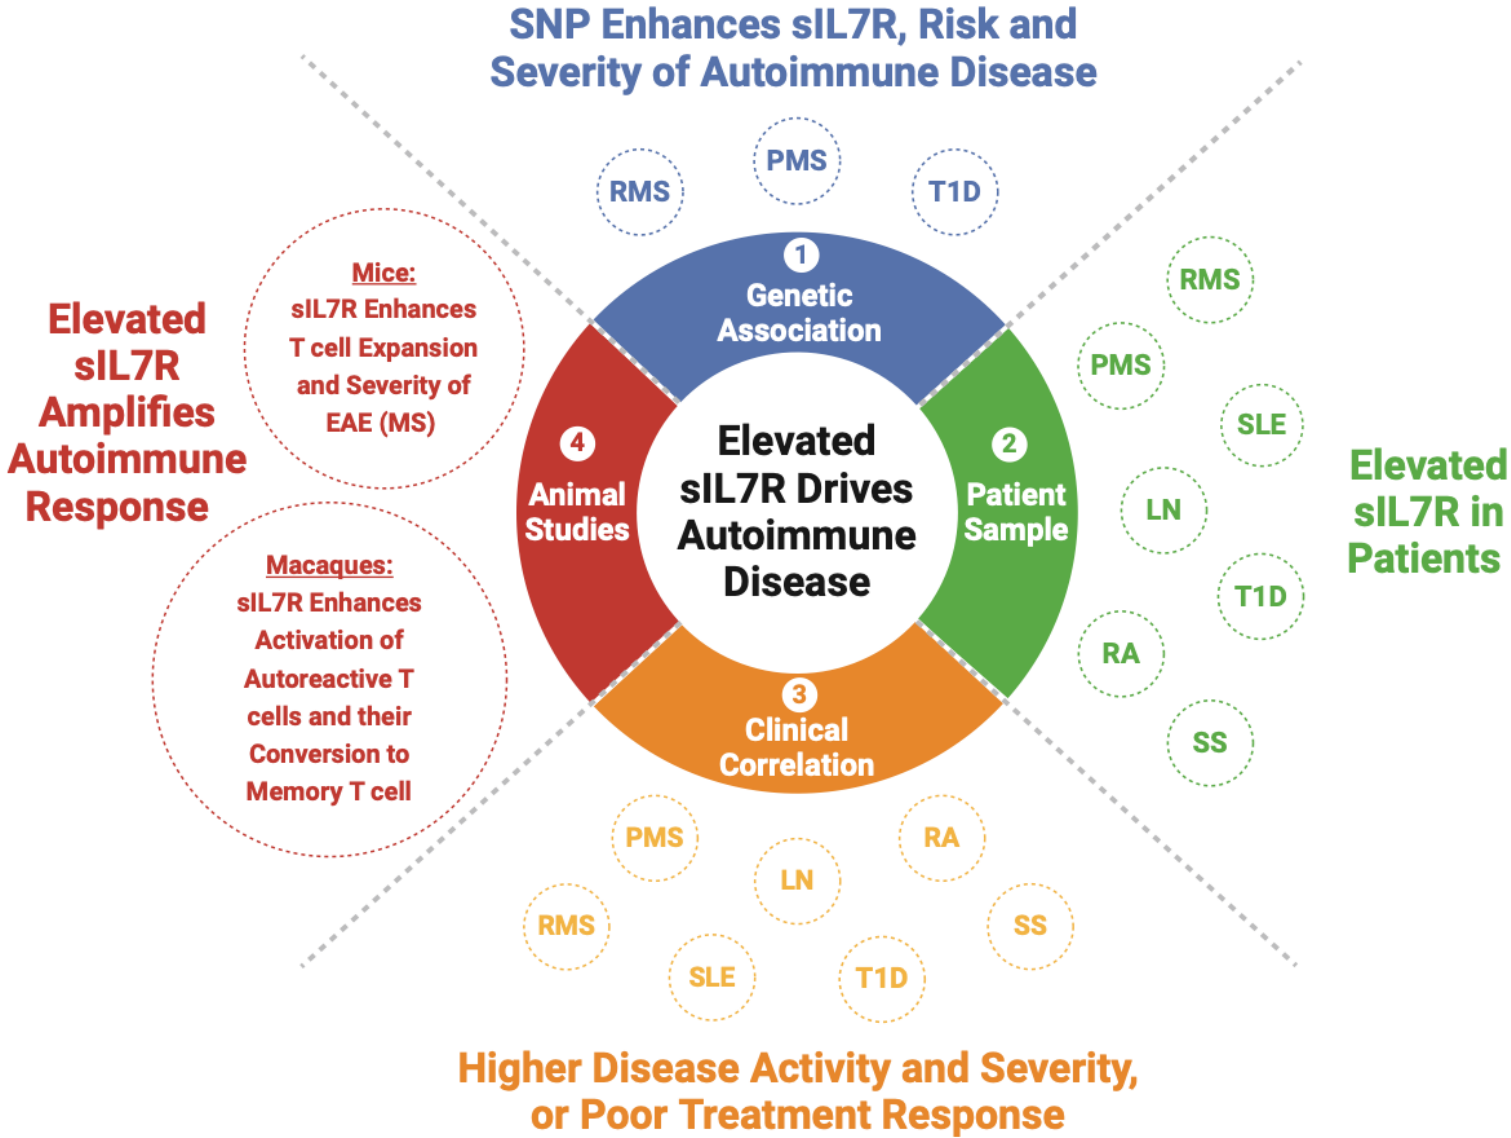 SNP Enhances sIL7R, Risk and
Severity of Autoimmune Disease
RMS
PMS
T1D
1
Genetic
Association
Elevated
sIL7R Drives
Autoimmune
Disease
2
Patient
Sample
RMS
PMS
SLE
LN
T1D
RA
SS
Elevated
sIL7R in
Patients
3
Clinical
Correlation
PMS
LN
RA
RMS
SLE
T1D
SS
Higher Disease Activity and Severity,
or Poor Treatment Response
4
Animal
Studies
Mice:
sIL7R Enhances
T cell Expansion
and Severity of
EAE (MS)
Macaques:
sIL7R Enhances
Activation of
Autoreactive T
cells and their
Conversion to
Memory T cell
Elevated
sIL7R
Amplifies
Autoimmune
Response